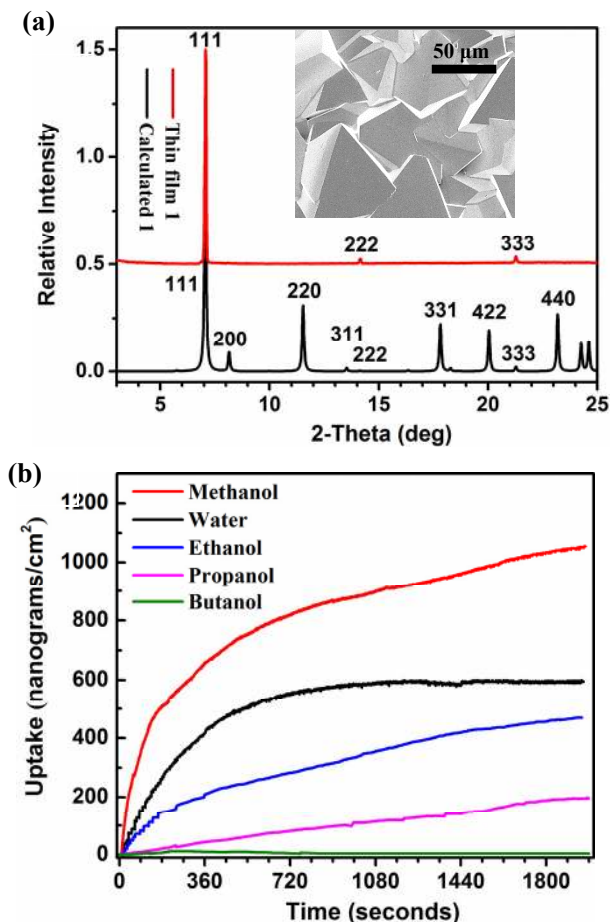 (a)
111
50 μm
1.5
1.0
0.5
0.0
Relative Intensity
Thin film 1
Calculated 1
222
333
111
200
220
311
222
331
422
333
440
5
10
15
20
25
2-Theta (deg)
(b)
1200
1000
800
600
400
200
0
Uptake (nanograms/cm²)
Methanol
Water
Ethanol
Propanol
Butanol
0
360
720
1080
1440
1800
Time (seconds)